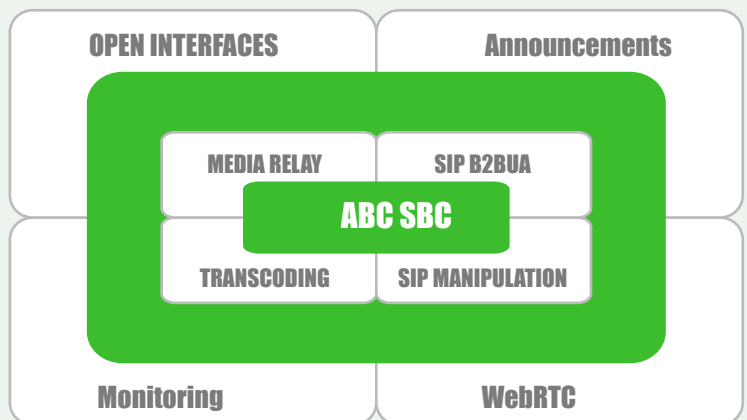 OPEN INTERFACES
Announcements
MEDIA RELAY
SIP B2BUA
ABC SBC
TRANSCODING
SIP MANIPULATION
Monitoring
WebRTC